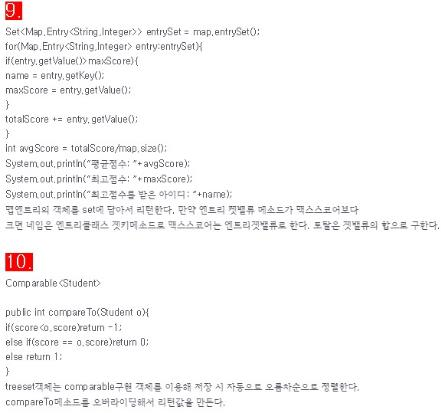 9.
Set<Map.Entry<String,Integer>> entrySet = map.entrySet();
for(Map.Entry<String,Integer> entry:entrySet){
if(entry.getValue()>maxScore){
name = entry.getKey();
maxScore = entry.getValue();
}
totalScore += entry.getValue();
}
int avgScore = totalScore/map.size();
System.out.println("평균점수: "+avgScore);
System.out.println("최고점수: "+maxScore);
System.out.println("최고점수를 받은 아이디: "+name);
맵엔트리의 객체를 set에 담아서 리턴한다. 만약 엔트리 겟밸류 메소드가 맥스스코어보다
크면 네임은 엔트리클래스 겟키메소드로 맥스스코어는 엔트리겟밸류로 한다. 토탈은 겟밸류의 합으로 구한다.
10.
Comparable<Student>
public int compareTo(Student o){
if(score<o.score)return -1;
else if(score == o.score)return 0;
else return 1;
}
treeset객체는 comparable구현 객체를 이용해 저장 시 자동으로 오름차순으로 정렬한다.
compareTo메소드를 오버라이딩해서 리턴값을 만든다.